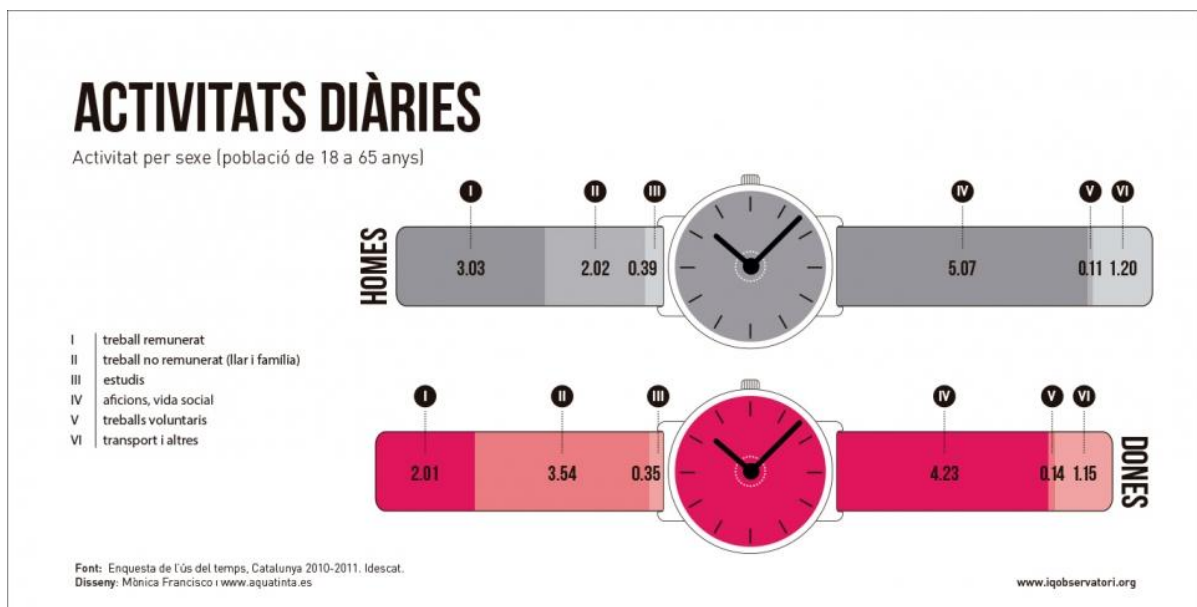 ACTIVITATS DIÀRIES
Activitat per sexe (població de 18 a 65 anys)
HOMES
I II III IV V VI
3.03 2.02 0.39 5.07 0.11 1.20
I treball remunerat
II treball no remunerat (llar i família)
III estudis
IV aficions, vida social
V treballs voluntaris
VI transport i altres
I II III IV V VI
2.01 3.54 0.35 4.23 0.14 1.15
DONES
Font: Enquesta de l'ús del temps, Catalunya 2010-2011. Idescat.
Disseny: Mònica Francisco i www.aquatinta.es
www.iqobservatori.org